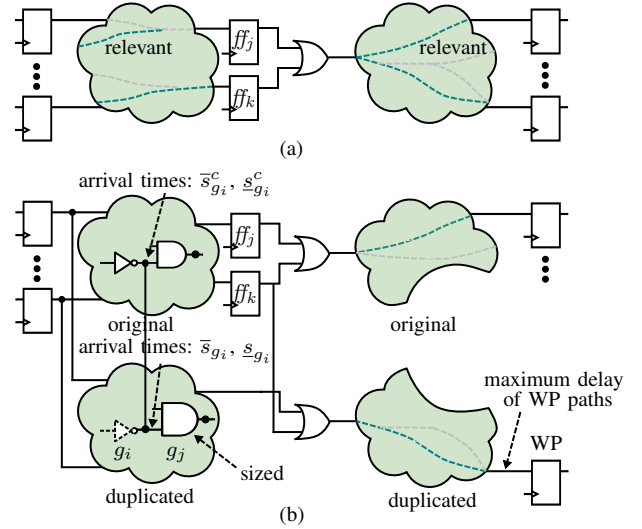 relevant
ff_j
relevant
ff_k
(a)
arrival times: s̅^c_{g_i}, s̲^c_{g_i}
ff_j
ff_k
original
original
arrival times: s̅_{g_i}, s̲_{g_i}
maximum delay
of WP paths
WP
g_i
g_j
sized
duplicated
duplicated
(b)